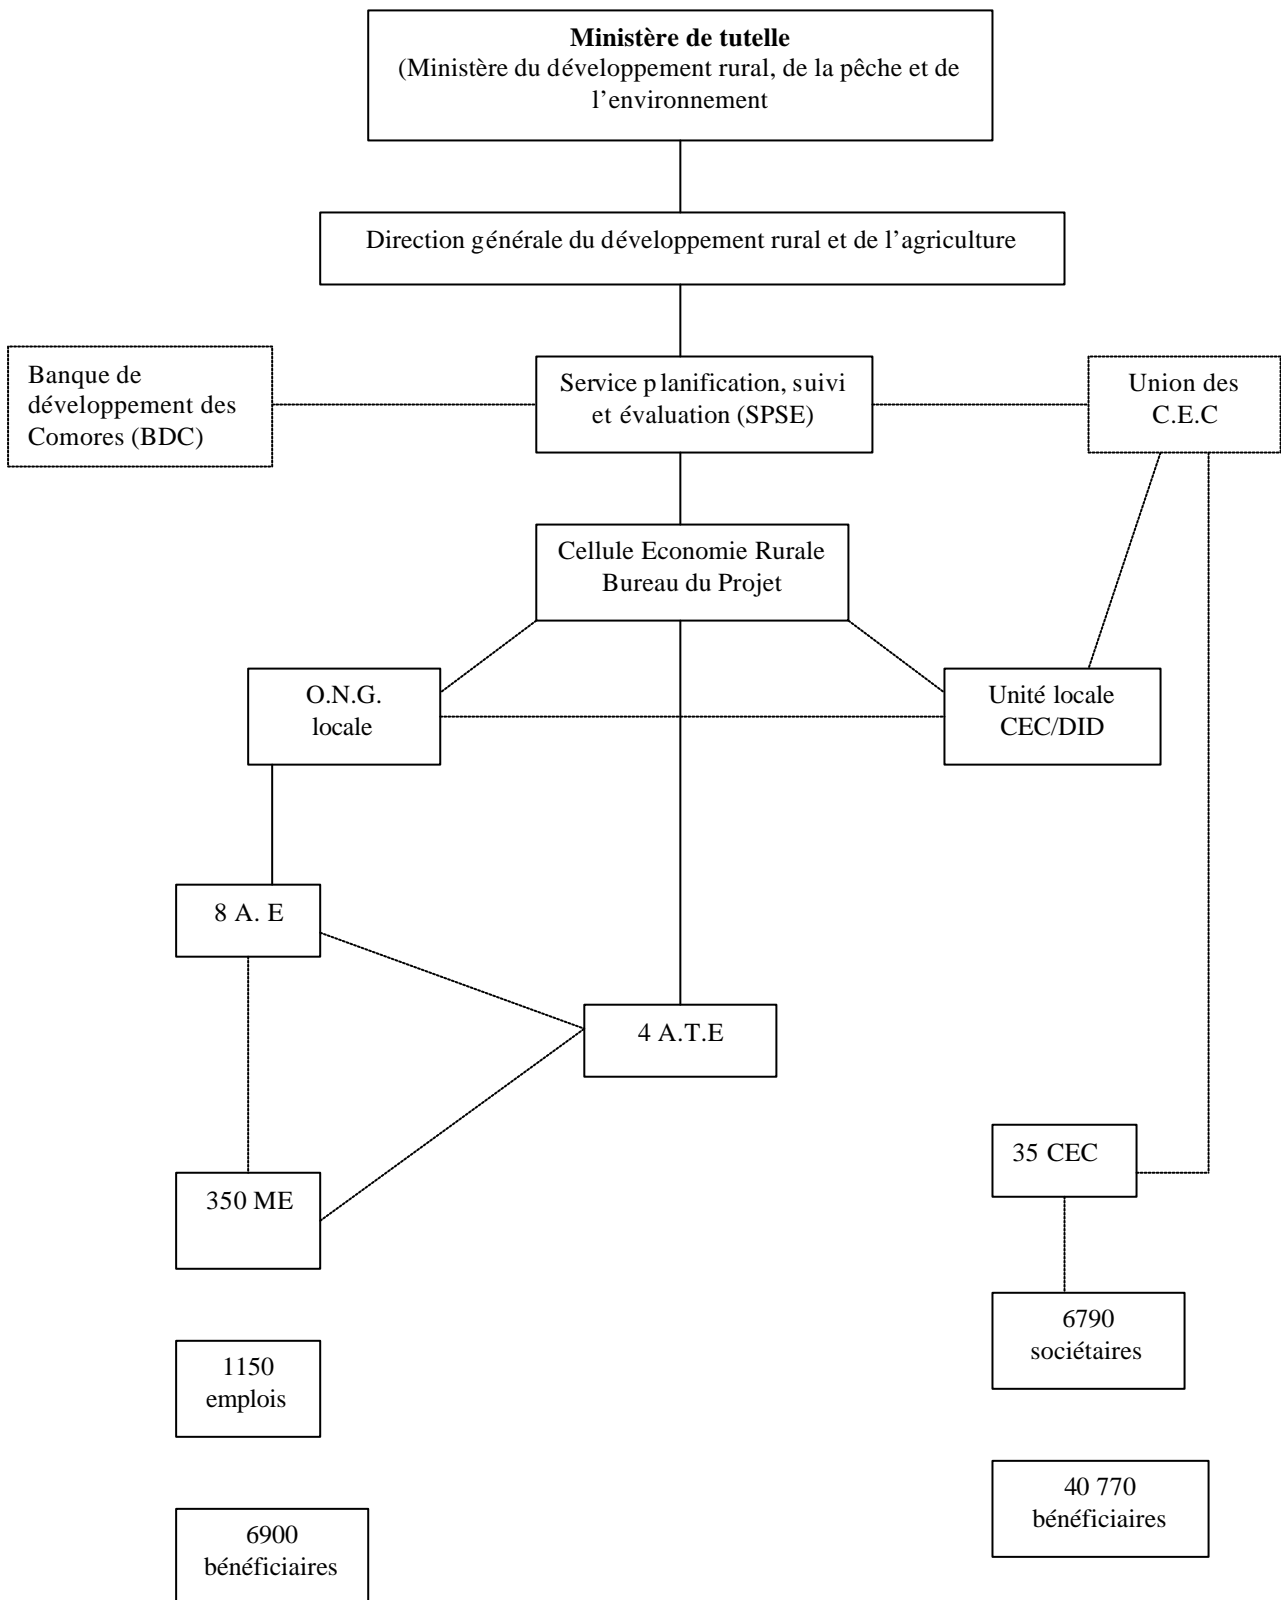 Ministère de tutelle
(Ministère du développement rural, de la pêche et de
l’environnement
Direction générale du développement rural et de l’agriculture
Banque de
développement des
Comores (BDC)
Service planification, suivi
et évaluation (SPSE)
Union des
C.E.C
Cellule Economie Rurale
Bureau du Projet
O.N.G.
locale
Unité locale
CEC/DID
8 A. E
4 A.T.E
35 CEC
350 ME
6790
sociétaires
1150
emplois
40 770
bénéficiaires
6900
bénéficiaires